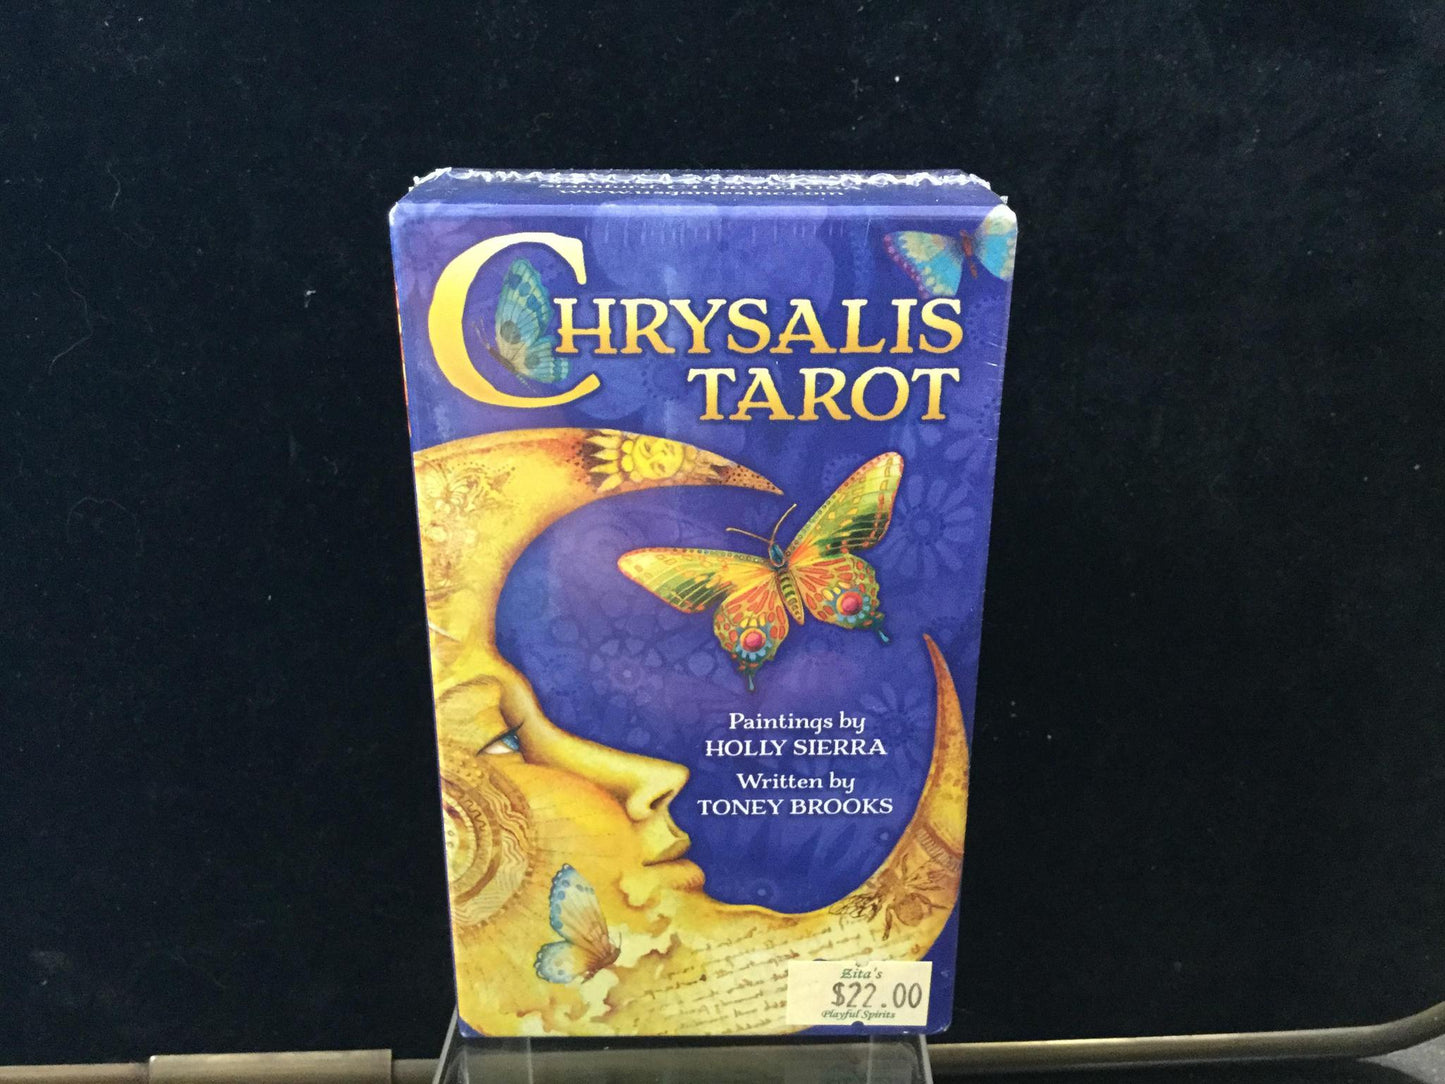 CHRYSALIS
TAROT
Paintings by
HOLLY SIERRA
Written by
TONEY BROOKS
Zita's
$22.00
Playful Spirits